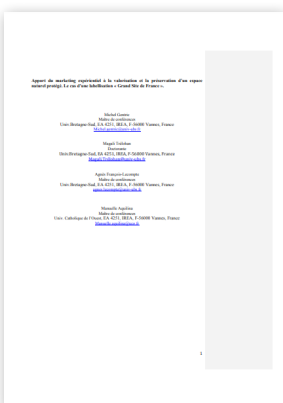 Apport du marketing expérientiel à la valorisation et la préservation d'un espace
naturel protégé. Le cas d'une labellisation « Grand Site de France ».
Michel
Maître de conférences
Univ. Bretagne-Sud, EA 4251, IREA, F-56000 Vannes, France
Magali Trelohan
Doctorante
Univ. Bretagne-Sud, EA 4251, IREA, F-56000 Vannes, France
Agnès François-Lecompte
Maître de conférences
Univ. Bretagne-Sud, EA 4251, IREA, F-56000 Vannes, France
Manuelle Aquilina
Maître de conférences
Univ. Catholique de l'Ouest, EA 4251, IREA, F-56000 Vannes, France
1